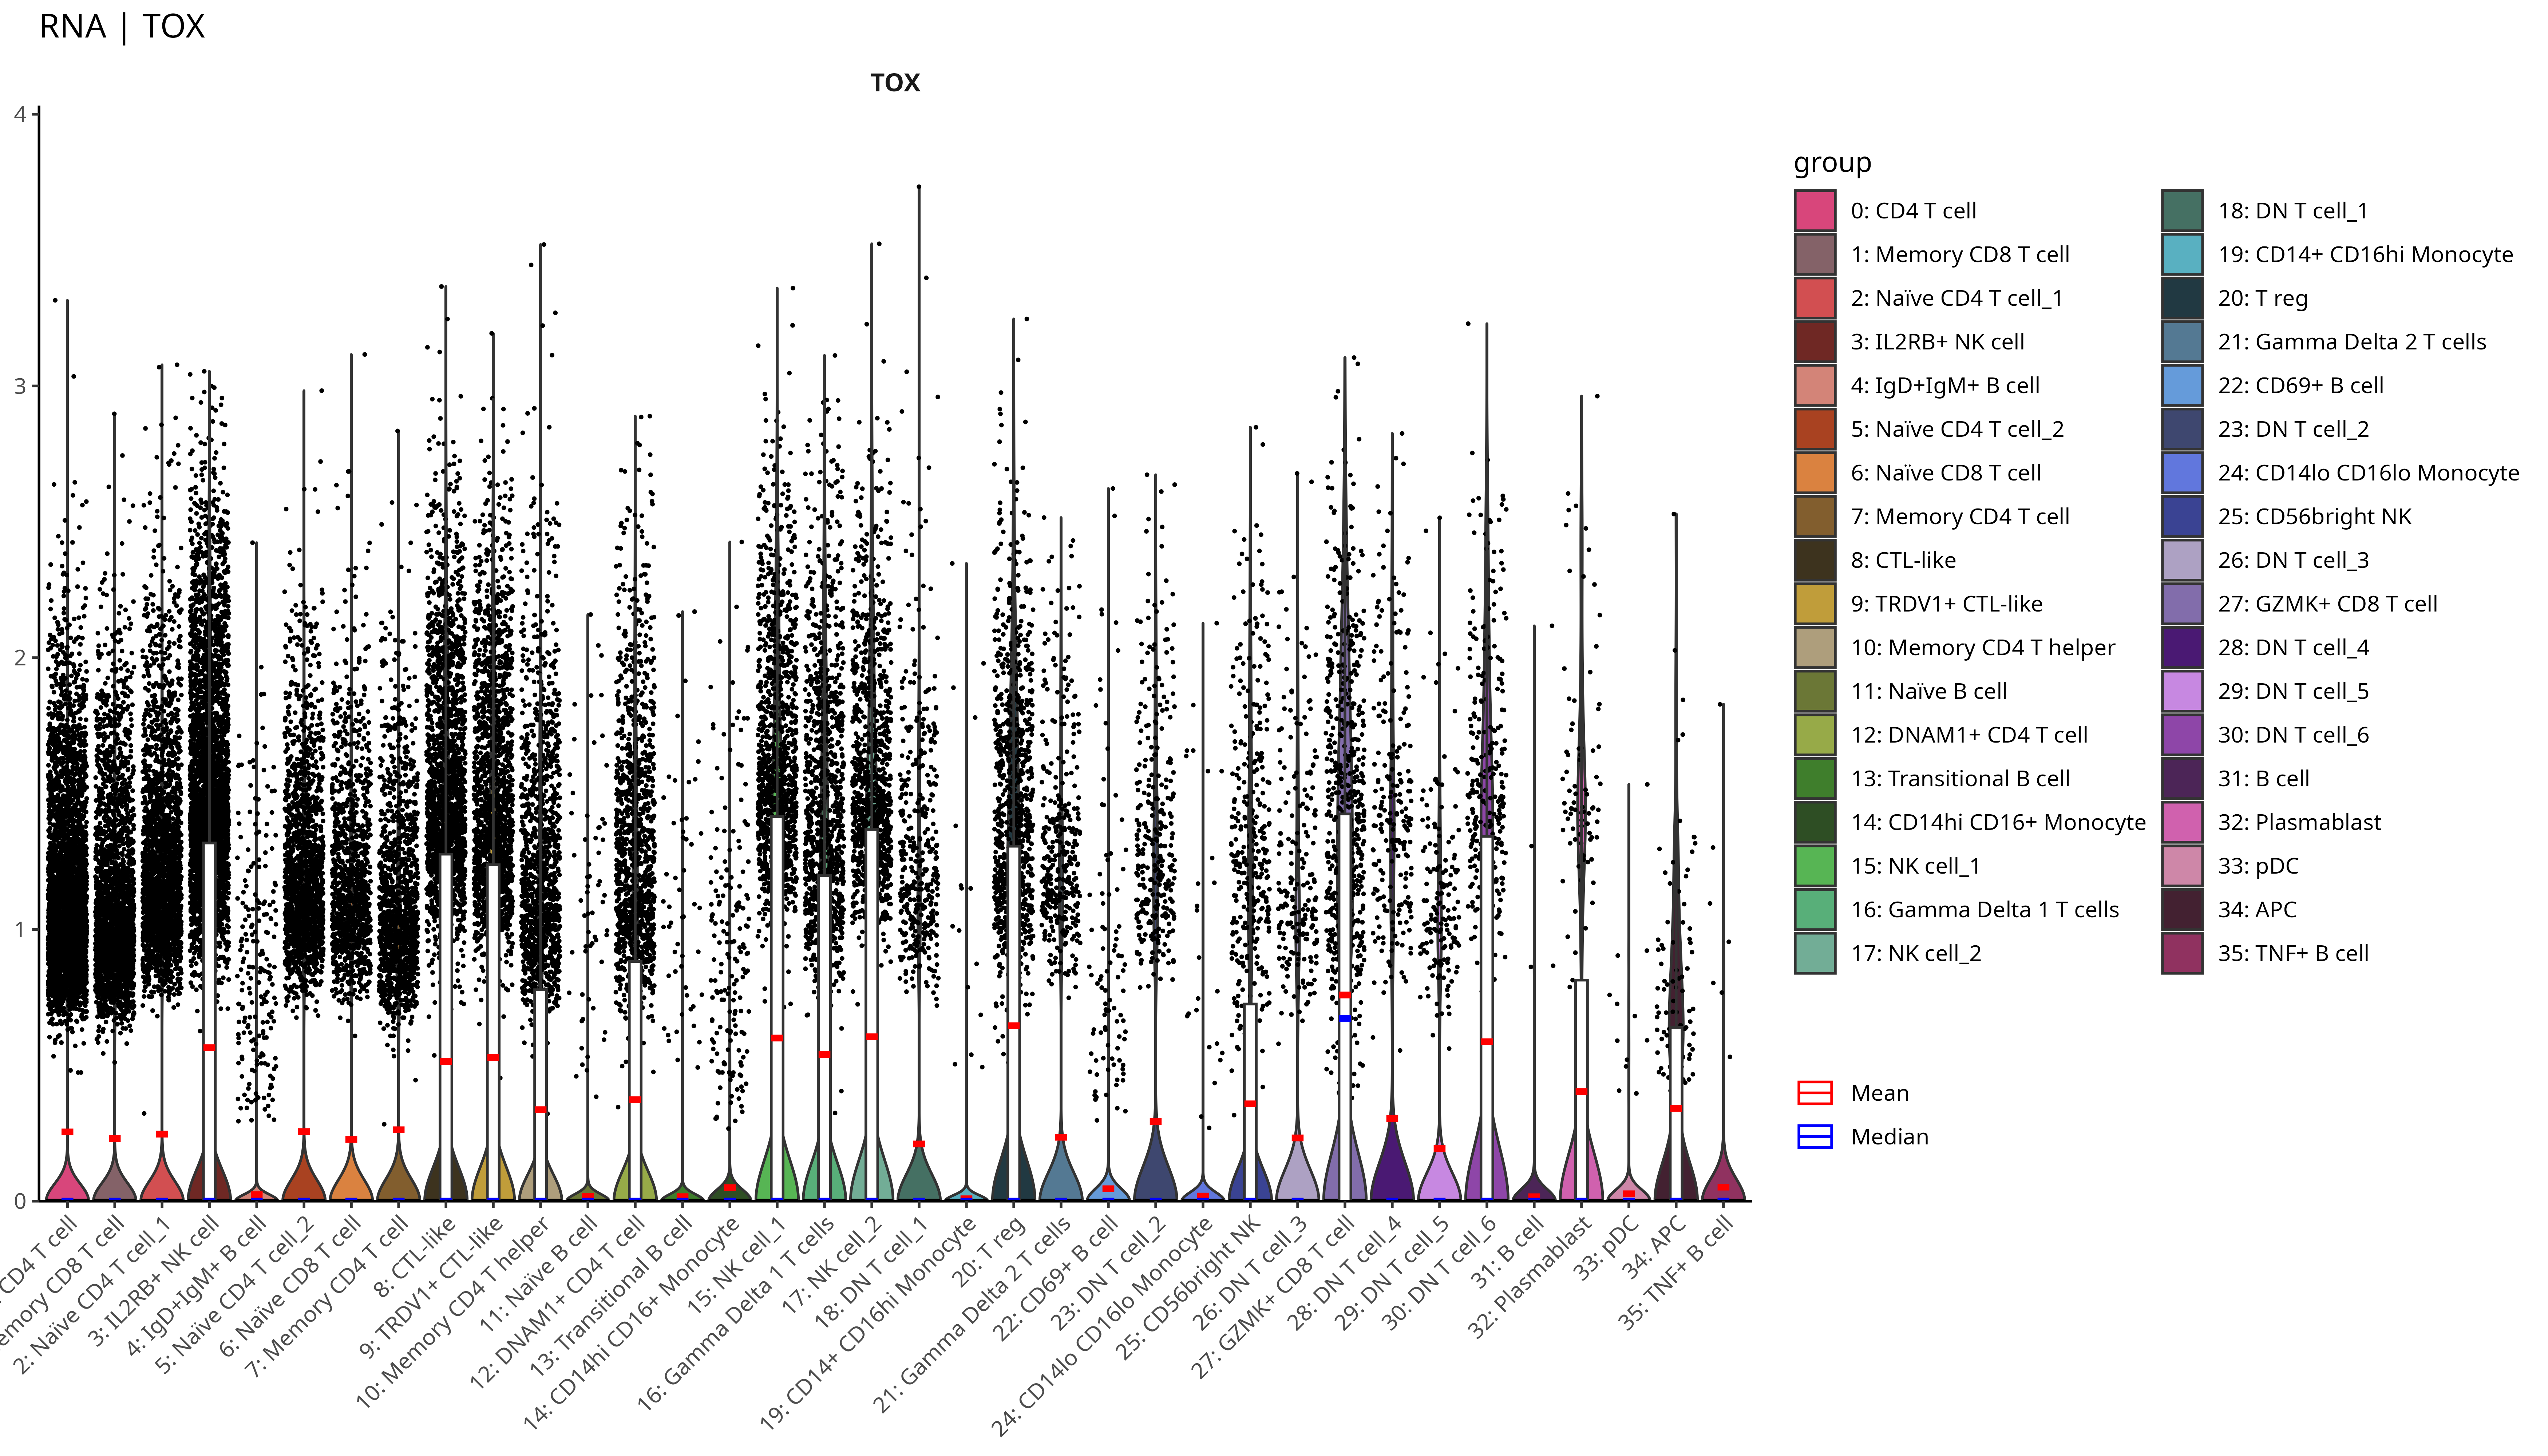 RNA | TOX
TOX
4
3
2
1
0
CD4 T cell
emory CD8 T cell
2: Naïve CD4 T cell_1
3: IL2RB+ NK cell
4: IgD+IgM+ B cell
5: Naïve CD4 T cell_2
6: Naïve CD8 T cell
7: Memory CD4 T cell
8: CTL-like
9: TRDV1+ CTL-like
10: Memory CD4 T helper
11: Naïve B cell
12: DNAM1+ CD4 T cell
13: Transitional B cell
14: CD14hi CD16+ Monocyte
15: NK cell_1
16: Gamma Delta 1 T cells
17: NK cell_2
18: DN T cell_1
19: CD14+ CD16hi Monocyte
20: T reg
21: Gamma Delta 2 T cells
22: CD69+ B cell
23: DN T cell_2
24: CD14lo CD16lo Monocyte
25: CD56bright NK
26: DN T cell_3
27: GZMK+ CD8 T cell
28: DN T cell_4
29: DN T cell_5
30: DN T cell_6
31: B cell
32: Plasmablast
33: pDC
34: APC
35: TNF+ B cell
group
0: CD4 T cell
1: Memory CD8 T cell
2: Naïve CD4 T cell_1
3: IL2RB+ NK cell
4: IgD+IgM+ B cell
5: Naïve CD4 T cell_2
6: Naïve CD8 T cell
7: Memory CD4 T cell
8: CTL-like
9: TRDV1+ CTL-like
10: Memory CD4 T helper
11: Naïve B cell
12: DNAM1+ CD4 T cell
13: Transitional B cell
14: CD14hi CD16+ Monocyte
15: NK cell_1
16: Gamma Delta 1 T cells
17: NK cell_2
18: DN T cell_1
19: CD14+ CD16hi Monocyte
20: T reg
21: Gamma Delta 2 T cells
22: CD69+ B cell
23: DN T cell_2
24: CD14lo CD16lo Monocyte
25: CD56bright NK
26: DN T cell_3
27: GZMK+ CD8 T cell
28: DN T cell_4
29: DN T cell_5
30: DN T cell_6
31: B cell
32: Plasmablast
33: pDC
34: APC
35: TNF+ B cell
Mean
Median